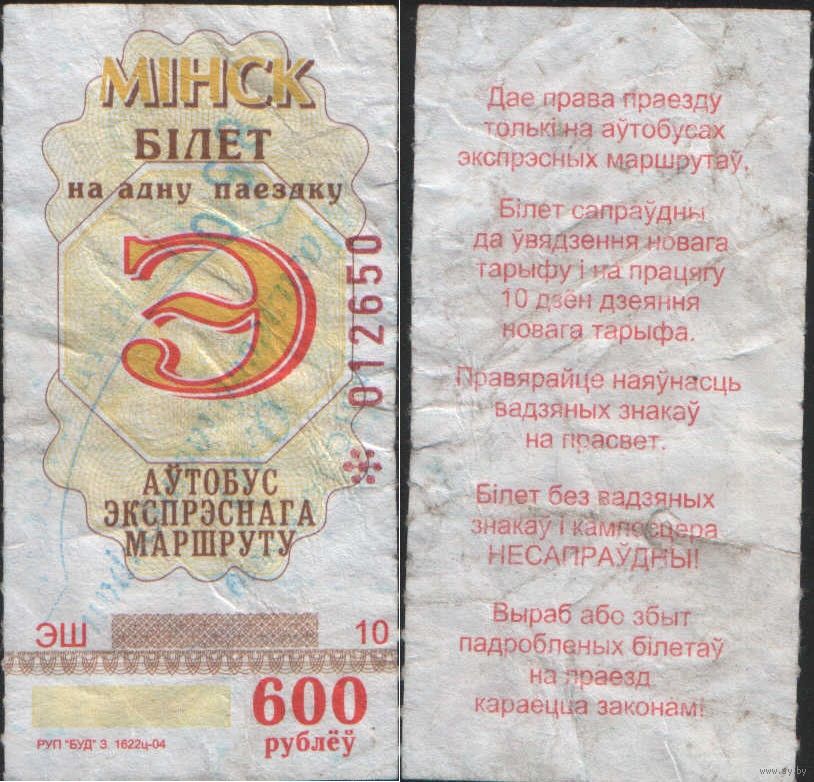 МІНСК
БІЛЕТ
на адну паездку
Э
012650
АЎТОБУС
ЭКСПРЭСНАГА
МАРШРУТУ
ЭШ 10
600
рублёў
РУП "БУД" З. 1622ц-04
Дае права праезду
толькі на аўтобусах
экспрэсных маршрутаў.
Білет сапраўдны
да ўвядзення новага
тарыфу і на працягу
10 дзён дзеяння
новага тарыфа.
Правярайце наяўнасць
вадзяных знакаў
на прасвет.
Білет без вадзяных
знакаў і кампосцера
НЕСАПРАЎДНЫ!
Выраб або збыт
падробленых білетаў
на праезд
караецца законам!
www.ay.by